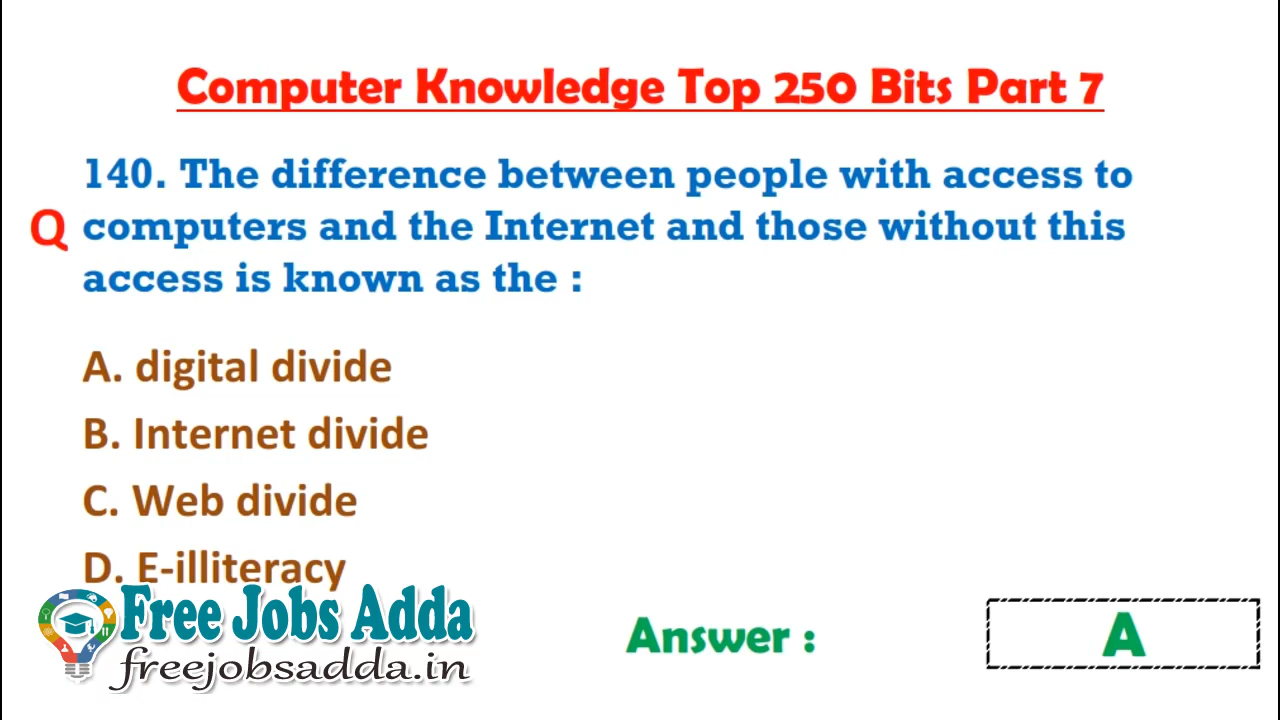 Computer Knowledge Top 250 Bits Part 7
140. The difference between people with access to
Q computers and the Internet and those without this
access is known as the :
A. digital divide
B. Internet divide
C. Web divide
D. E-illiteracy
Free Jobs Adda
freejobsadda.in
Answer : A